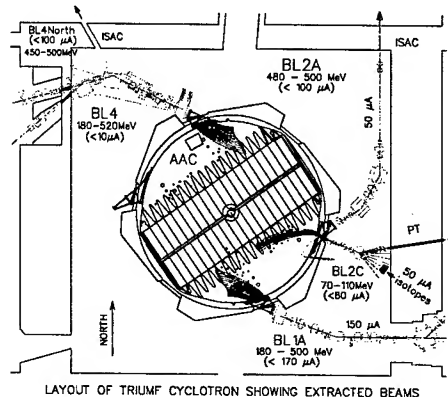 BL4North
(<100 µA)
450-500MeV
ISAC
BL2A
480 - 500 MeV
(< 100 µA)
ISAC
BL4
180-520MeV
(<10µA)
50 µA
AAC
PT
BL2C
70-110MeV
(<80 µA)
50 µA
isotopes
NORTH
BL1A
180 - 500 MeV
(< 170 µA)
150 µA
LAYOUT OF TRIUMF CYCLOTRON SHOWING EXTRACTED BEAMS